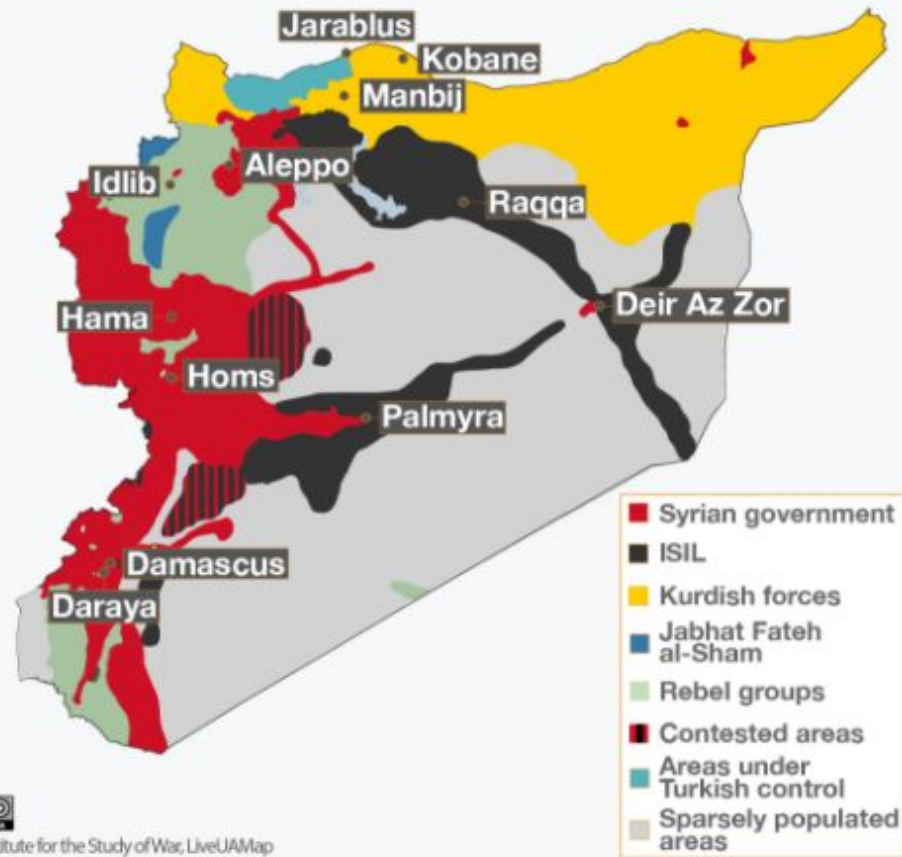 Jarablus
Kobane
Manbij
Aleppo
Idlib
Raqqa
Hama
Deir Az Zor
Homs
Palmyra
Damascus
Daraya
Syrian government
ISIL
Kurdish forces
Jabhat Fateh
al-Sham
Rebel groups
Contested areas
Areas under
Turkish control
Sparsely populated
areas
titute for the Study of War, LiveUAMap